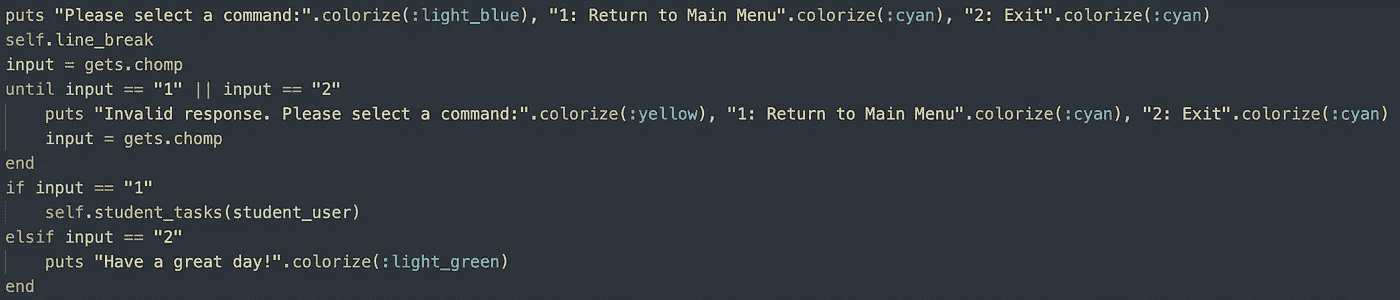 puts "Please select a command:".colorize(:light_blue), "1: Return to Main Menu".colorize(:cyan), "2: Exit".colorize(:cyan)
self.line_break
input = gets.chomp
until input == "1" || input == "2"
    puts "Invalid response. Please select a command:".colorize(:yellow), "1: Return to Main Menu".colorize(:cyan), "2: Exit".colorize(:cyan)
    input = gets.chomp
end
if input == "1"
    self.student_tasks(student_user)
elsif input == "2"
    puts "Have a great day!".colorize(:light_green)
end